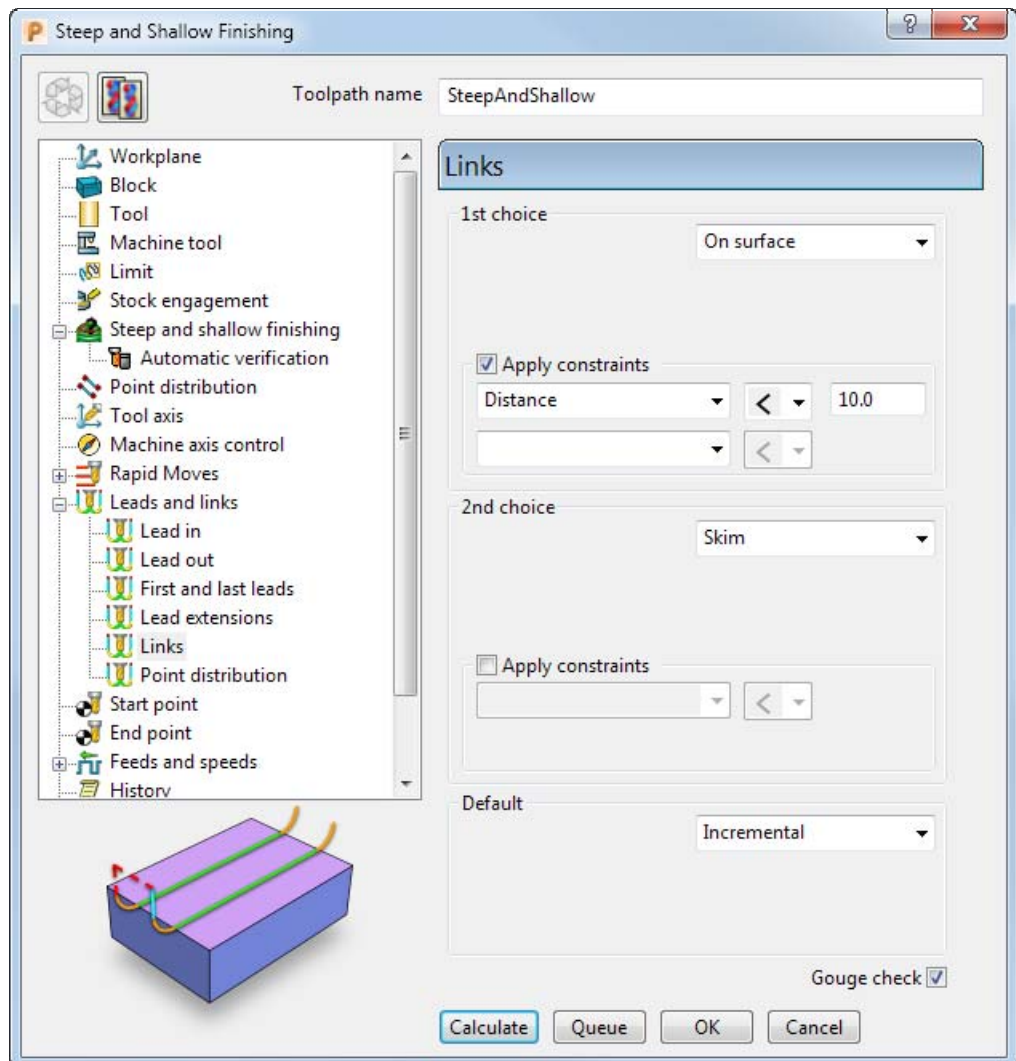 Steep and Shallow Finishing
?
X
Toolpath name SteepAndShallow
Workplane
Block
Tool
Machine tool
Limit
Stock engagement
Steep and shallow finishing
Automatic verification
Point distribution
Tool axis
Machine axis control
Rapid Moves
Leads and links
Lead in
Lead out
First and last leads
Lead extensions
Links
Point distribution
Start point
End point
Feeds and speeds
History
Links
1st choice
On surface
Apply constraints
Distance < 10.0
<
2nd choice
Skim
Apply constraints
<
Default
Incremental
Gouge check
Calculate Queue OK Cancel